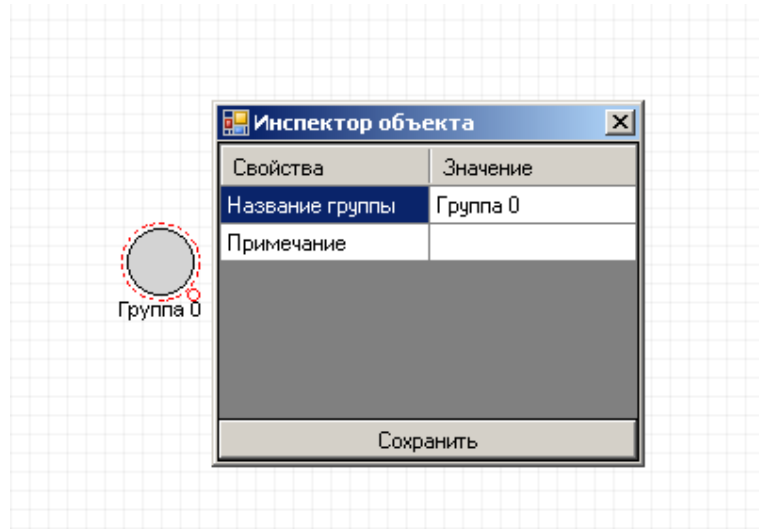 Инспектор объекта
Свойства Значение
Название группы Группа 0
Примечание
Группа 0
Сохранить